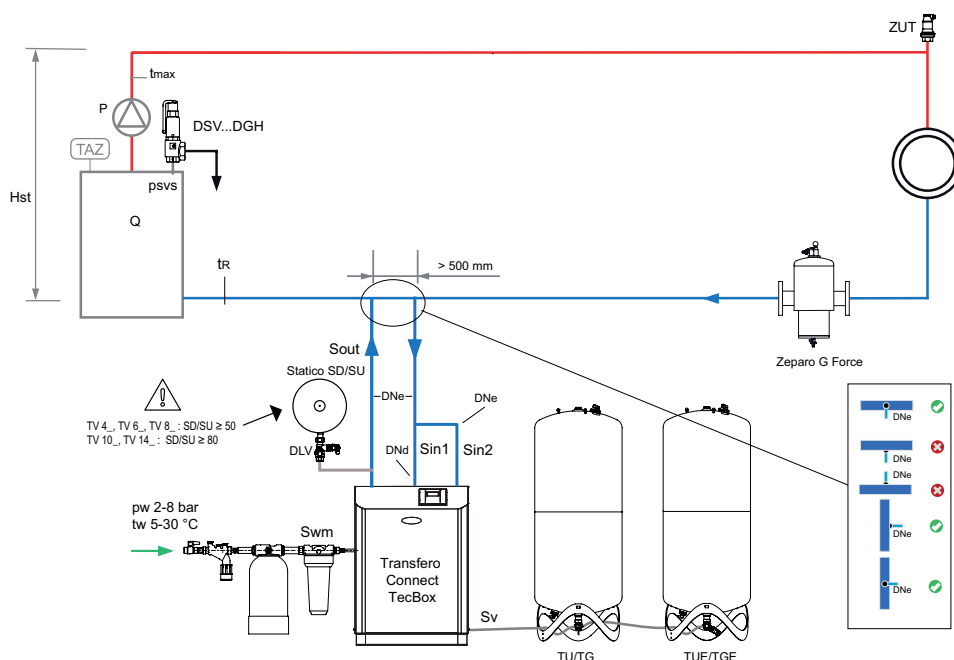 ZUT
tmax
P
DSV...DGH
TAZ
psvs
Hst
Q
tR
> 500 mm
Zeparo G Force
Sout
Statico SD/SU
DNe
DNe
TV 4_, TV 6_, TV 8_ : SD/SU ≥ 50
TV 10_, TV 14_ : SD/SU ≥ 80
DLV
DNd
Sin1
Sin2
DNe
DNe
DNe
DNe
DNe
pw 2-8 bar
tw 5-30 °C
Swm
Transfero
Connect
TecBox
Sv
TU/TG
TUE/TGE